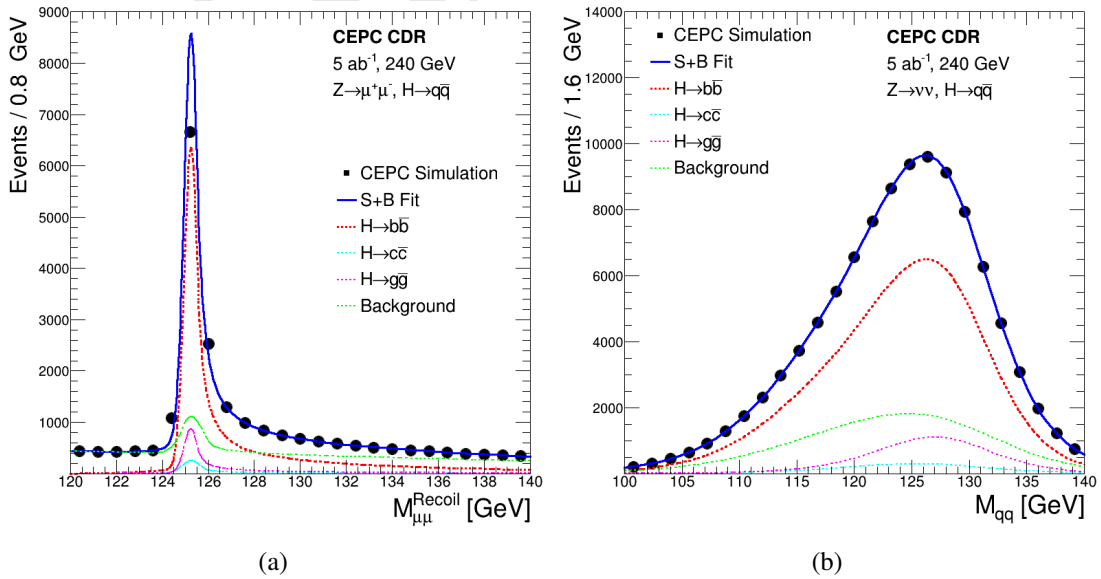 9000
8000
7000
6000
5000
4000
3000
2000
1000
Events / 0.8 GeV
CEPC CDR
5 ab⁻¹, 240 GeV
Z→μ⁺μ⁻, H→qq̅
CEPC Simulation
S+B Fit
H→bb̅
H→cc̅
H→gg̅
Background
120 122 124 126 128 130 132 134 136 138 140
M_μμ^Recoil [GeV]
(a)
14000
12000
10000
8000
6000
4000
2000
Events / 1.6 GeV
CEPC Simulation
S+B Fit
H→bb̅
H→cc̅
H→gg̅
Background
CEPC CDR
5 ab⁻¹, 240 GeV
Z→νν, H→qq̅
100 105 110 115 120 125 130 135 140
M_qq [GeV]
(b)